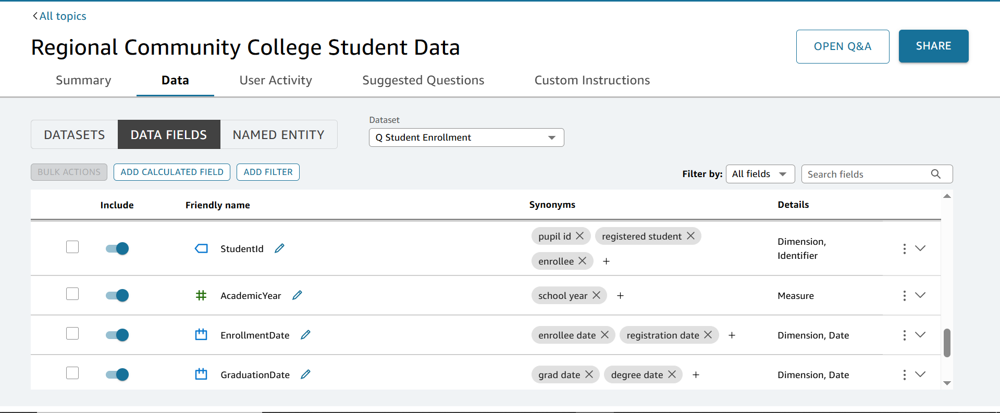 All topics
Regional Community College Student Data
OPEN Q&A
SHARE
Summary
Data
User Activity
Suggested Questions
Custom Instructions
DATASETS
DATA FIELDS
NAMED ENTITY
Dataset
Q Student Enrollment
BULK ACTIONS
ADD CALCULATED FIELD
ADD FILTER
Filter by:
All fields
Search fields
Include
Friendly name
Synonyms
Details
StudentId
pupil id
registered student
enrollee
Dimension,
Identifier
AcademicYear
school year
Measure
EnrollmentDate
enrollee date
registration date
Dimension, Date
GraduationDate
grad date
degree date
Dimension, Date